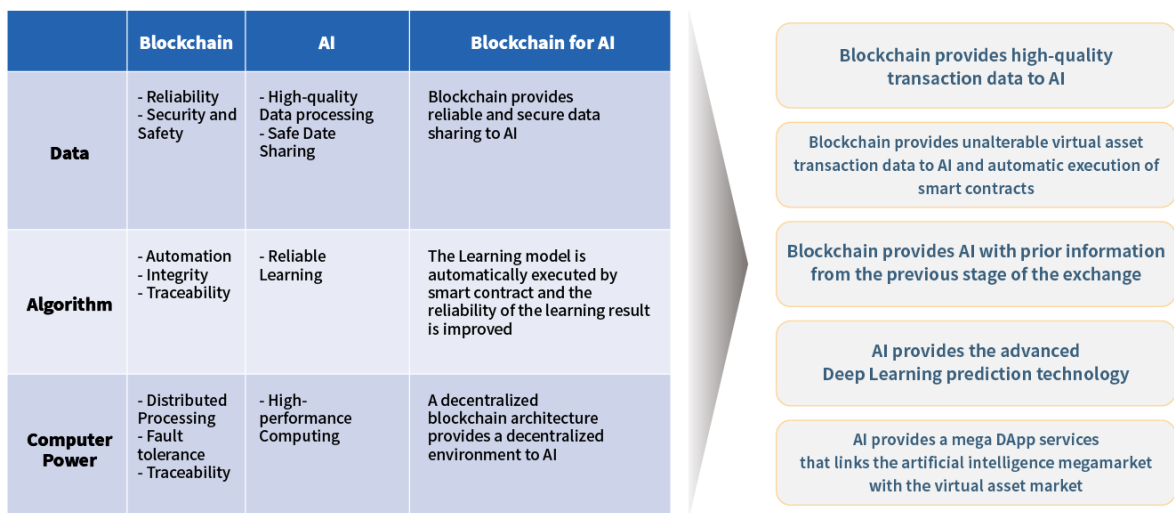 Blockchain
AI
Blockchain for AI
Data
- Reliability
- Security and
Safety
- High-quality
Data processing
- Safe Date
Sharing
Blockchain provides
reliable and secure data
sharing to AI
Algorithm
- Automation
- Integrity
- Traceability
- Reliable
Learning
The Learning model is
automatically executed by
smart contract and the
reliability of the learning result
is improved
Computer
Power
- Distributed
Processing
- Fault
tolerance
- Traceability
- High-
performance
Computing
A decentralized
blockchain architecture
provides a decentralized
environment to AI
Blockchain provides high-quality
transaction data to AI
Blockchain provides unalterable virtual asset
transaction data to AI and automatic execution of
smart contracts
Blockchain provides AI with prior information
from the previous stage of the exchange
AI provides the advanced
Deep Learning prediction technology
AI provides a mega DApp services
that links the artificial intelligence megamarket
with the virtual asset market